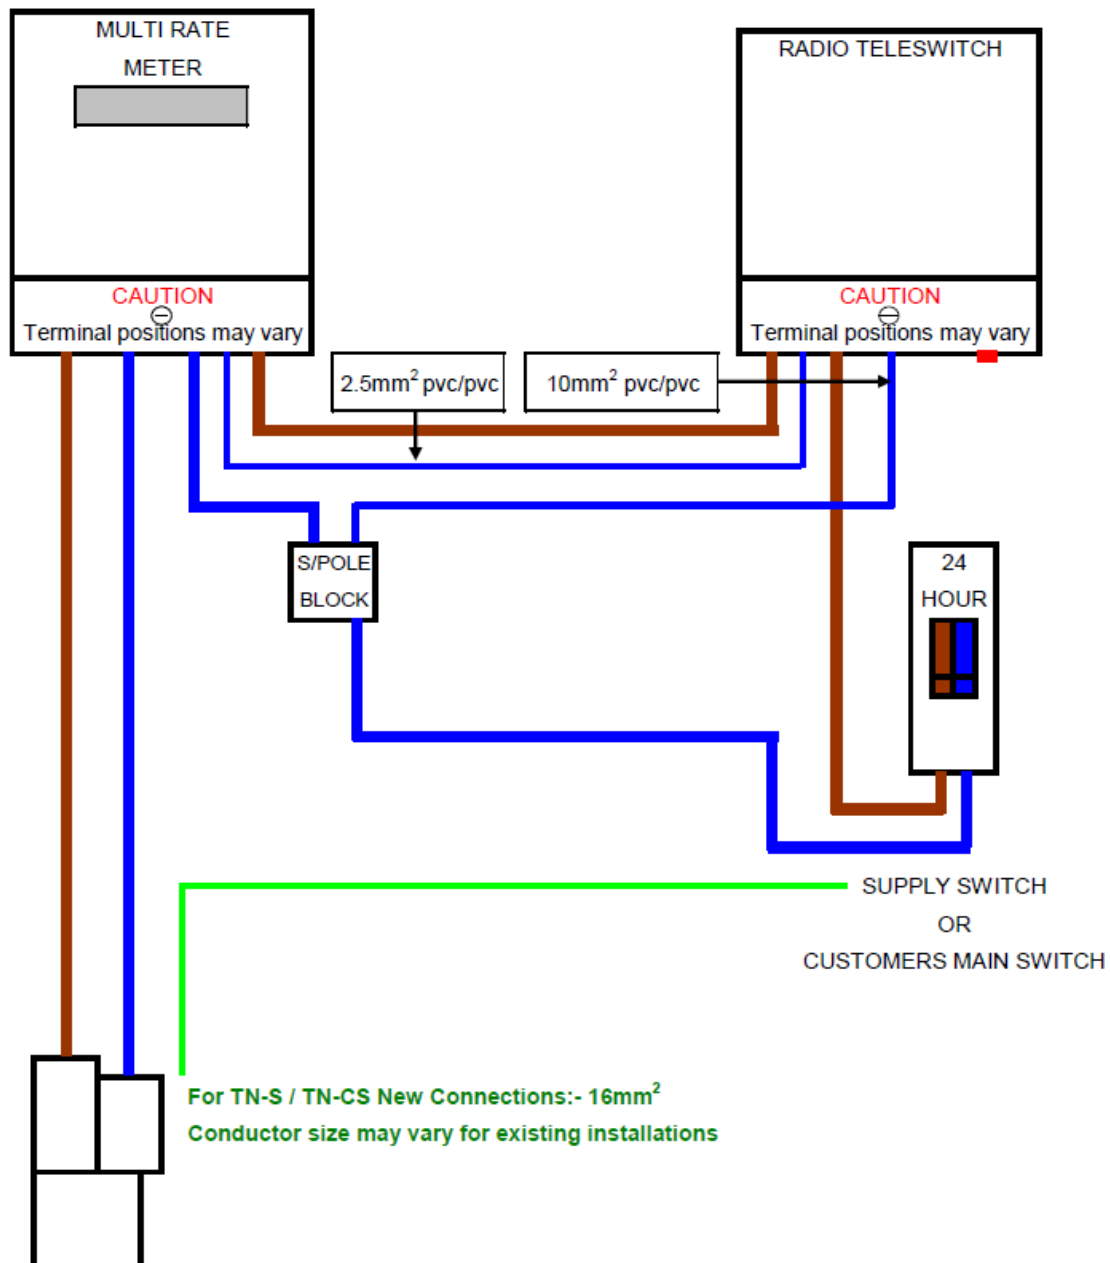 MULTI RATE
METER
RADIO TELESWITCH
CAUTION
Terminal positions may vary
CAUTION
Terminal positions may vary
2.5mm² pvc/pvc
10mm² pvc/pvc
S/POLE
BLOCK
24
HOUR
SUPPLY SWITCH
OR
CUSTOMERS MAIN SWITCH
For TN-S / TN-CS New Connections:- 16mm²
Conductor size may vary for existing installations